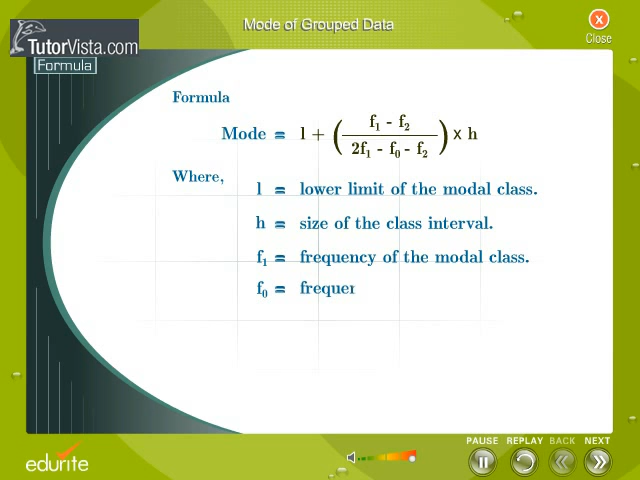 Mode of Grouped Data
Close
TutorVista.com
Formula
Formula
Mode = l + ( f₁ - f₂ / 2f₁ - f₀ - f₂ ) × h
Where,
l = lower limit of the modal class.
h = size of the class interval.
f₁ = frequency of the modal class.
f₀ = frequen
PAUSE REPLAY BACK NEXT
edurite